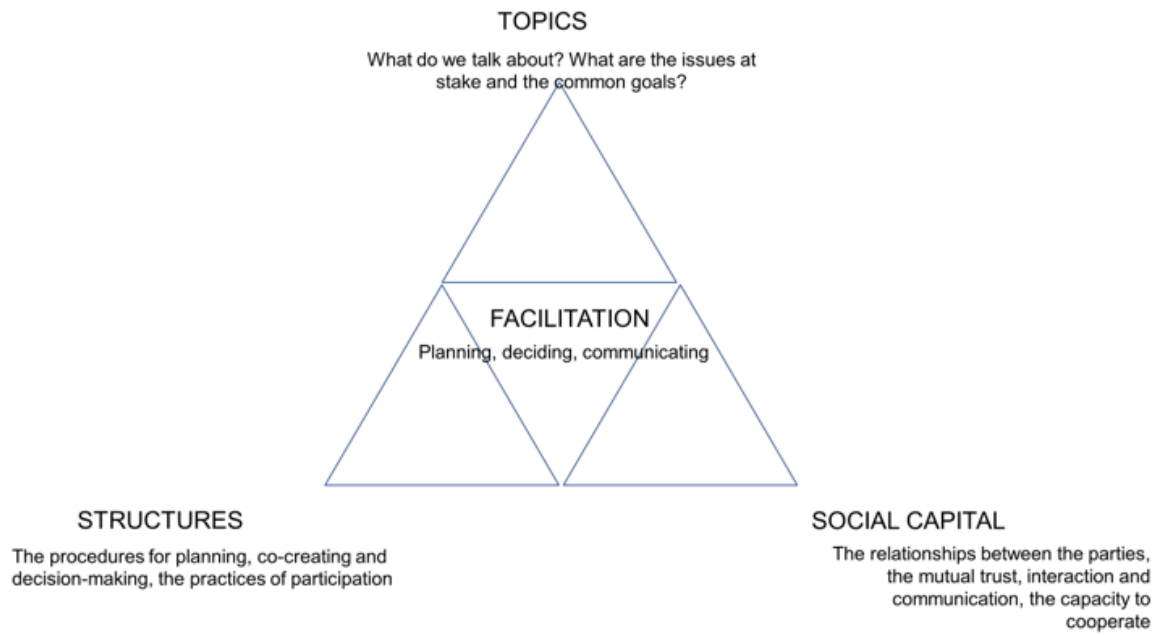 TOPICS
What do we talk about? What are the issues at
stake and the common goals?
FACILITATION
Planning, deciding, communicating
STRUCTURES
The procedures for planning, co-creating and
decision-making, the practices of participation
SOCIAL CAPITAL
The relationships between the parties,
the mutual trust, interaction and
communication, the capacity to
cooperate